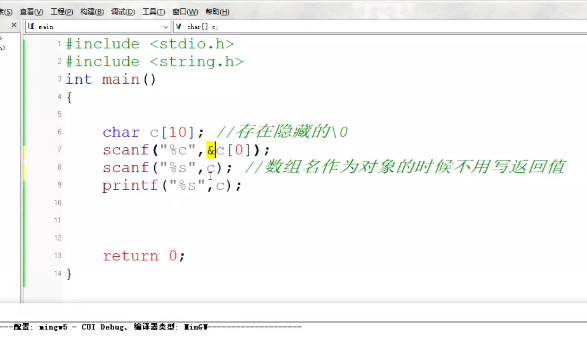 索(S) 查看(V) 工程(P) 构建(B) 调试(D) 工具(T) 窗口(W) 帮助(H)
main char[] c;
1 #include <stdio.h>
2 #include <string.h>
3 int main()
4 {
5
6 char c[10]; //存在隐藏的\0
7 scanf("%c",&c[0]);
8 scanf("%s",c); //数组名作为对象的时候不用写返回值
9 printf("%s",c);
10
11
12
13 return 0;
14 }
---配置: mingw5 - CUI Debug, 编译器类型: MinGW---------------------